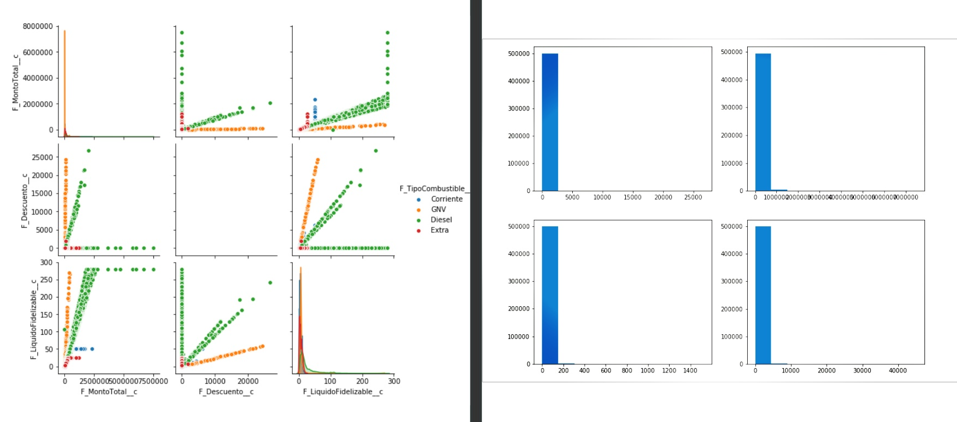 8000000
6000000
4000000
2000000
0
F_MontoTotal__c
25000
20000
15000
10000
5000
0
F_Descuento__c
300
250
200
150
100
50
0
F_LiquidoFidelizable__c
0 2500000 5000000 7500000
F_MontoTotal__c
0 10000 20000
F_Descuento__c
0 100 200 300
F_LiquidoFidelizable__c
F_TipoCombustible__
Corriente
GNV
Diesel
Extra
500000
400000
300000
200000
100000
0
0 5000 10000 15000 20000 25000
500000
400000
300000
200000
100000
0
0 1000000
500000
400000
300000
200000
100000
0
0 200 400 600 800 1000 1200 1400
500000
400000
300000
200000
100000
0
0 10000 20000 30000 40000